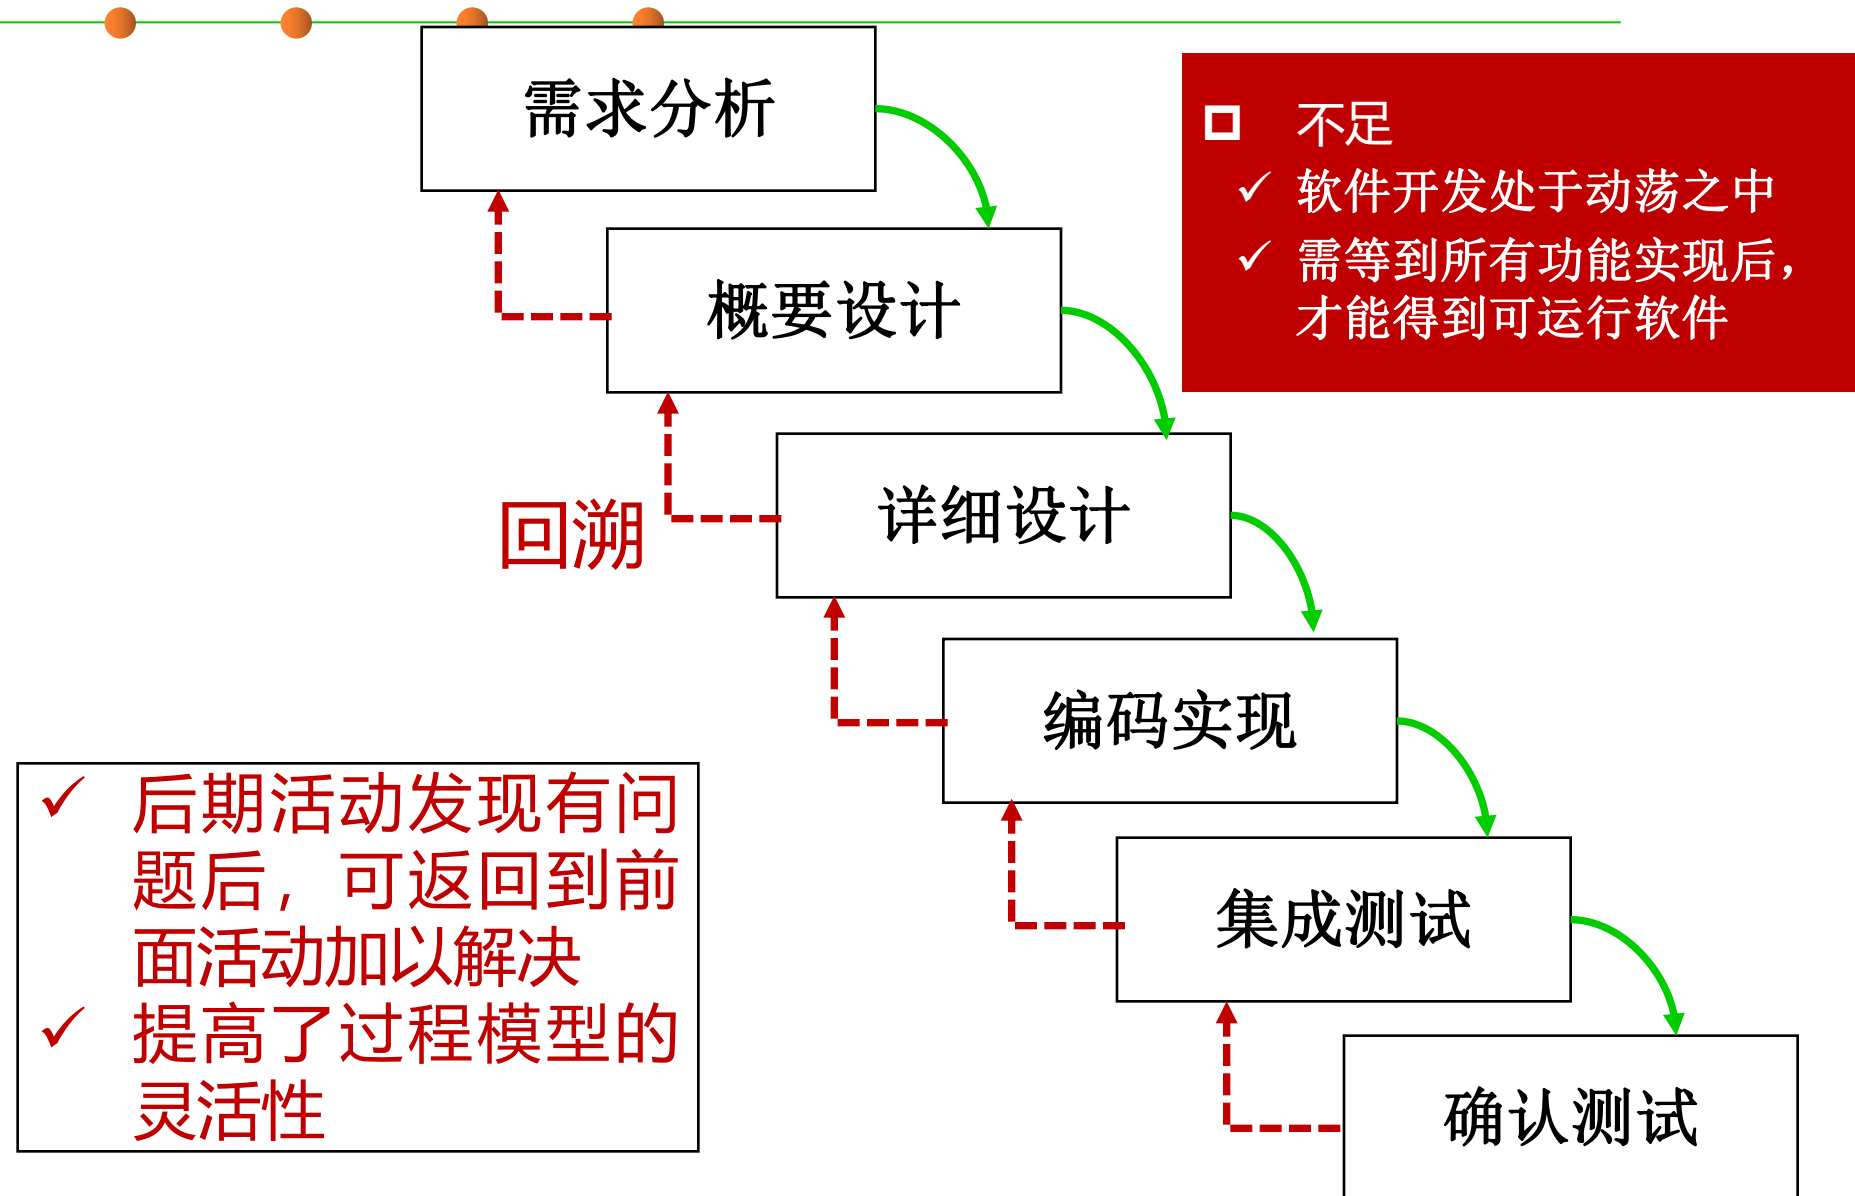 需求分析
不足
软件开发处于动荡之中
需等到所有功能实现后，
才能得到可运行软件
概要设计
详细设计
回溯
编码实现
后期活动发现有问
题后，可返回到前
面活动加以解决
提高了过程模型的
灵活性
集成测试
确认测试